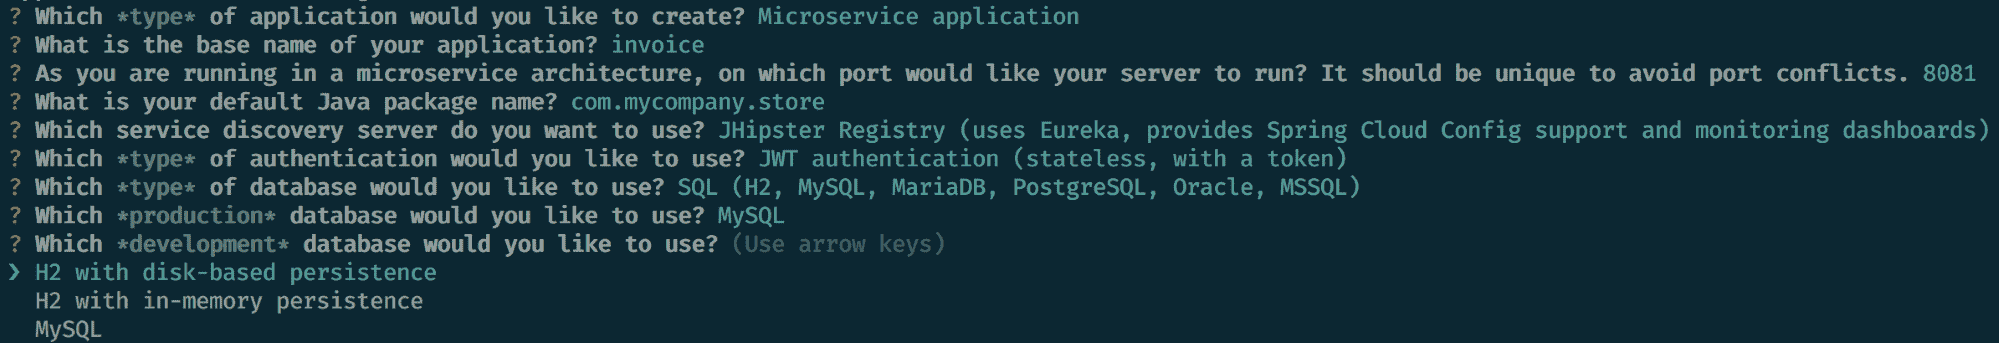 ? Which *type* of application would you like to create? Microservice application
? What is the base name of your application? invoice
? As you are running in a microservice architecture, on which port would like your server to run? It should be unique to avoid port conflicts. 8081
? What is your default Java package name? com.mycompany.store
? Which service discovery server do you want to use? JHipster Registry (uses Eureka, provides Spring Cloud Config support and monitoring dashboards)
? Which *type* of authentication would you like to use? JWT authentication (stateless, with a token)
? Which *type* of database would you like to use? SQL (H2, MySQL, MariaDB, PostgreSQL, Oracle, MSSQL)
? Which *production* database would you like to use? MySQL
? Which *development* database would you like to use? (Use arrow keys)
❯ H2 with disk-based persistence
H2 with in-memory persistence
MySQL